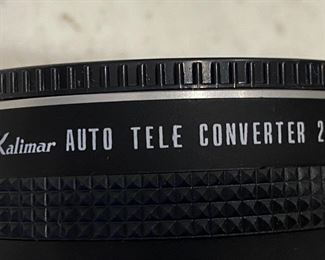 Kalimar AUTO TELE CONVERTER 2